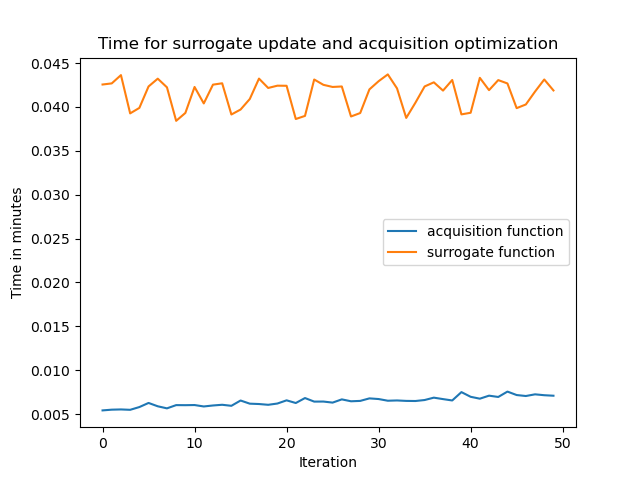 Time for surrogate update and acquisition optimization
0.045
0.040
0.035
0.030
0.025
0.020
0.015
0.010
0.005
Time in minutes
acquisition function
surrogate function
0 10 20 30 40 50
Iteration